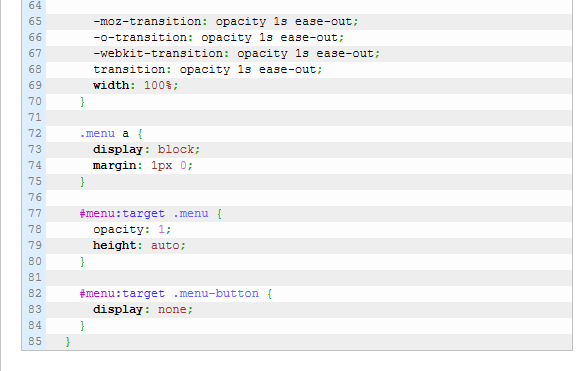 64
65 -moz-transition: opacity 1s ease-out;
66 -o-transition: opacity 1s ease-out;
67 -webkit-transition: opacity 1s ease-out;
68 transition: opacity 1s ease-out;
69 width: 100%;
70 }
71
72 .menu a {
73 display: block;
74 margin: 1px 0;
75 }
76
77 #menu:target .menu {
78 opacity: 1;
79 height: auto;
80 }
81
82 #menu:target .menu-button {
83 display: none;
84 }
85 }